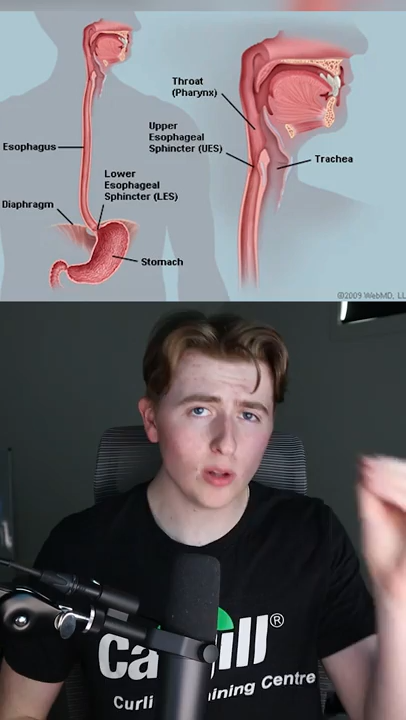 Throat
(Pharynx)
Upper
Esophageal
Sphincter (UES)
Esophagus
Trachea
Lower
Esophageal
Sphincter (LES)
Diaphragm
Stomach
©2009 WebMD, LL
Ca ill®
Curli ining Centre